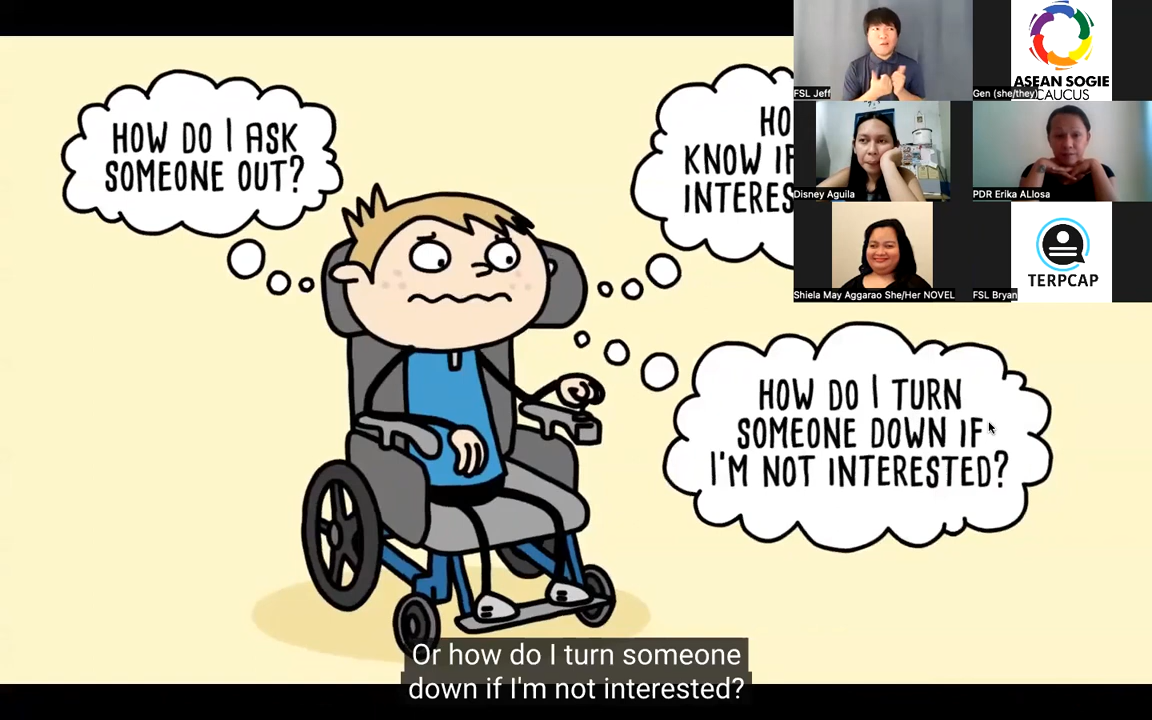 HOW DO I ASK
SOMEONE OUT?
HO
KNOW IF
INTERES
HOW DO I TURN
SOMEONE DOWN IF
I'M NOT INTERESTED?
Or how do I turn someone
down if I'm not interested?
FSL Jeff
ASEAN SOGIE
CAUCUS
Gen (she/they)
Disney Aguila
PDR Erika ALlosa
Shiela May Aggarao She/Her NOVEL
TERPCAP
FSL Bryan